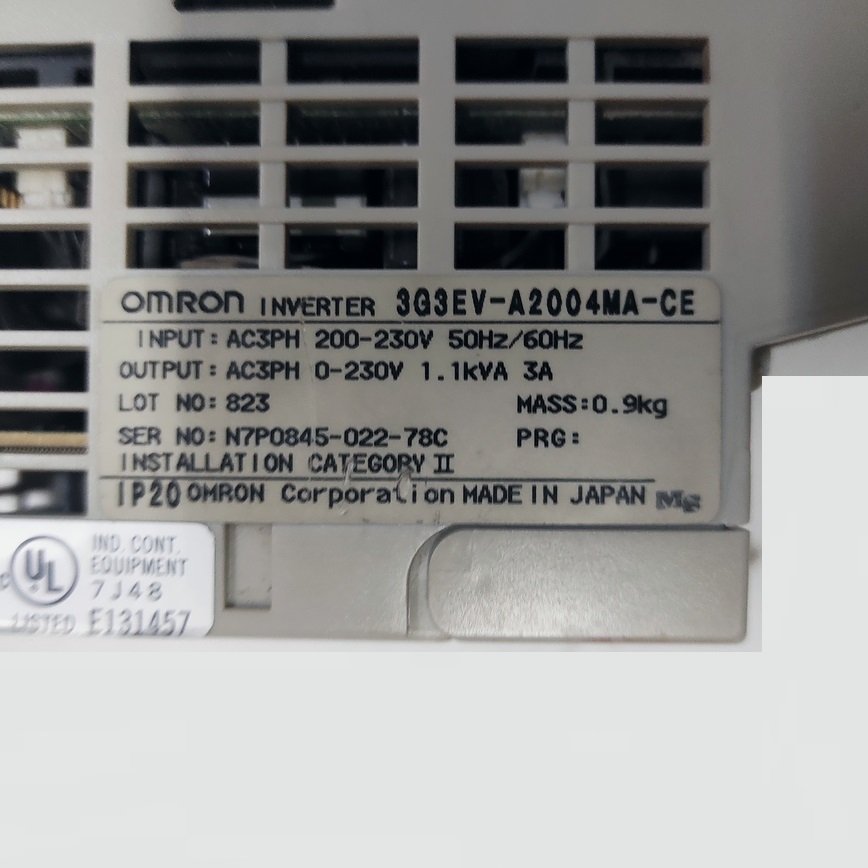 OMRON INVERTER 3G3EV-A2004MA-CE
INPUT: AC3PH 200-230V 50Hz/60Hz
OUTPUT: AC3PH 0-230V 1.1kVA 3A
LOT NO: 823 MASS:0.9kg
SER NO: N7P0845-022-78C PRG:
INSTALLATION CATEGORY II
IP20 OMRON Corporation MADE IN JAPAN
UL
IND. CONT.
EQUIPMENT
7J48
LISTED E131457